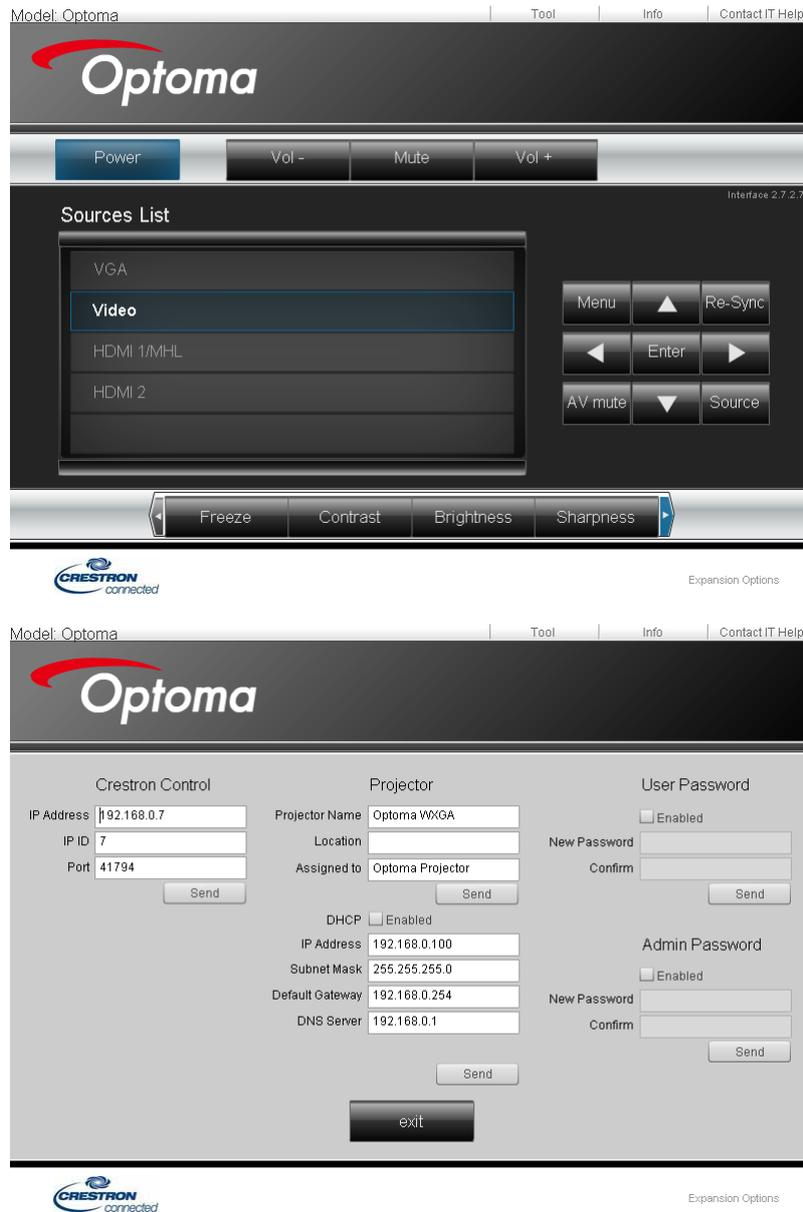 Model: Optoma
Tool Info Contact IT Help
Optoma
Power Vol - Mute Vol +
Interface 2.7.2.7
Sources List
VGA
Video
HDMI 1/MHL
HDMI 2
Menu Re-Sync
Enter
AV mute Source
Freeze Contrast Brightness Sharpness
CRESTRON
connected
Expansion Options
Model: Optoma
Tool Info Contact IT Help
Optoma
Crestron Control
IP Address 192.168.0.7
IP ID 7
Port 41794
Send
Projector
Projector Name Optoma WXGA
Location
Assigned to Optoma Projector
Send
DHCP Enabled
IP Address 192.168.0.100
Subnet Mask 255.255.255.0
Default Gateway 192.168.0.254
DNS Server 192.168.0.1
Send
User Password
Enabled
New Password
Confirm
Send
Admin Password
Enabled
New Password
Confirm
Send
exit
CRESTRON
connected
Expansion Options